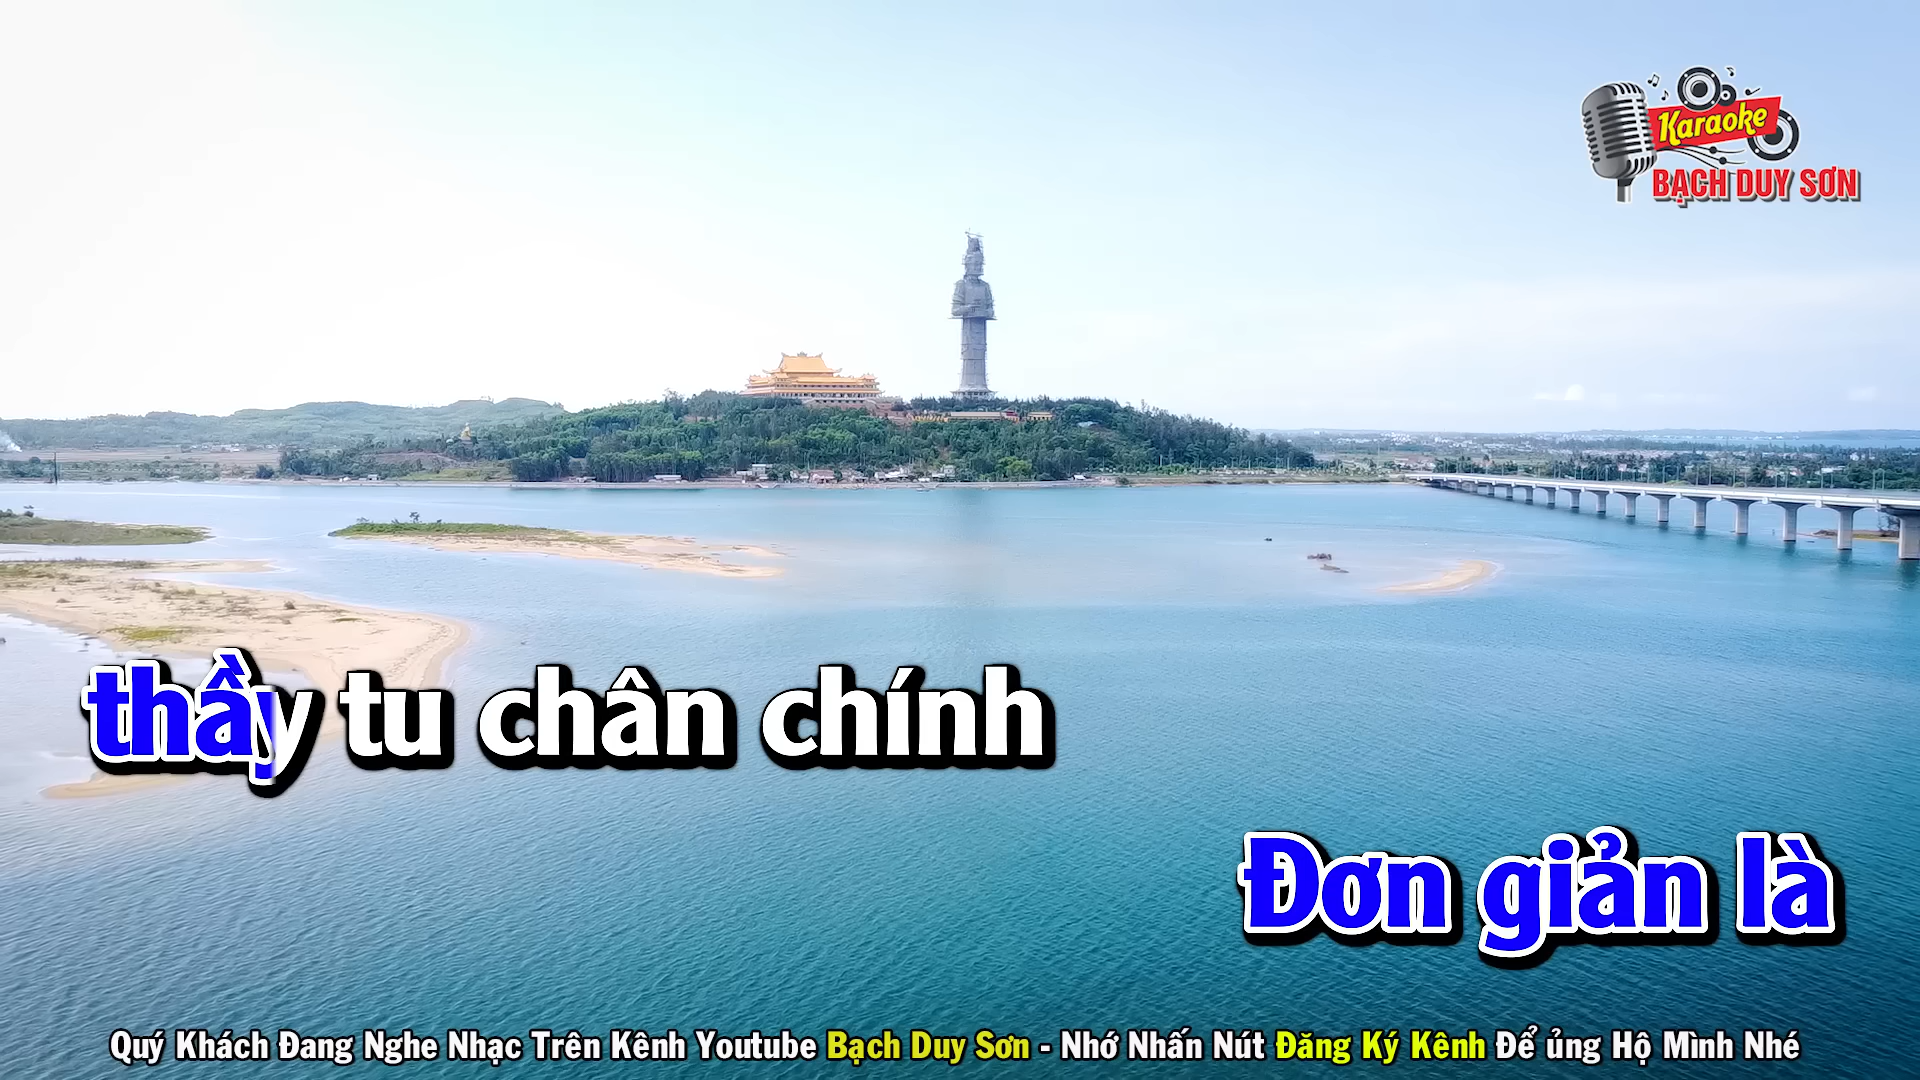 Karaoke
BẠCH DUY SƠN
thầy tu chân chính
Đơn giản là
Quý Khách Đang Nghe Nhạc Trên Kênh Youtube Bạch Duy Sơn - Nhớ Nhấn Nút Đăng Ký Kênh Để ủng Hộ Mình Nhé